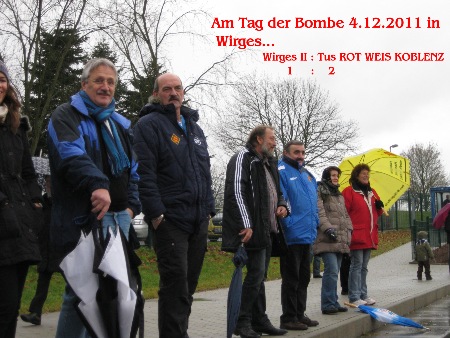 Am Tag der Bombe 4.12.2011 in
Wirges...
Wirges II : Tus ROT WEIS KOBLENZ
1 : 2